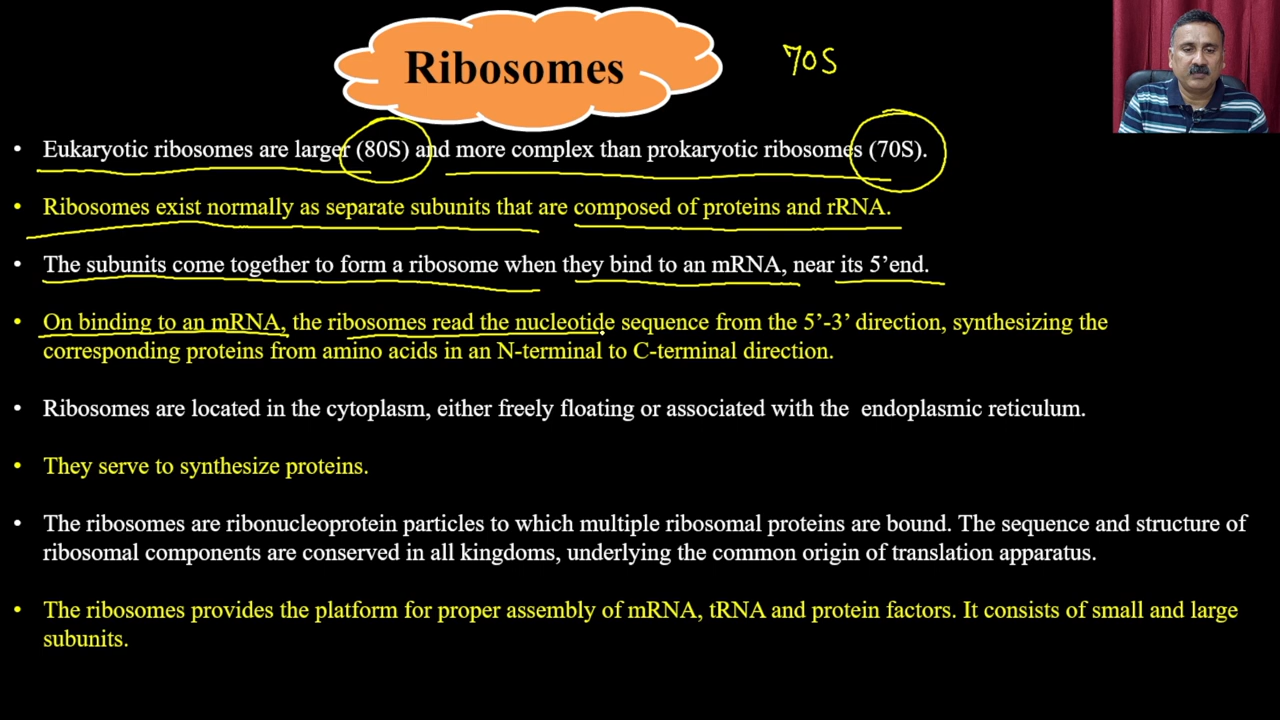 Ribosomes
70S
• Eukaryotic ribosomes are larger (80S) and more complex than prokaryotic ribosomes (70S).
• Ribosomes exist normally as separate subunits that are composed of proteins and rRNA.
• The subunits come together to form a ribosome when they bind to an mRNA, near its 5’end.
• On binding to an mRNA, the ribosomes read the nucleotide sequence from the 5’-3’ direction, synthesizing the
corresponding proteins from amino acids in an N-terminal to C-terminal direction.
• Ribosomes are located in the cytoplasm, either freely floating or associated with the endoplasmic reticulum.
• They serve to synthesize proteins.
• The ribosomes are ribonucleoprotein particles to which multiple ribosomal proteins are bound. The sequence and structure of
ribosomal components are conserved in all kingdoms, underlying the common origin of translation apparatus.
• The ribosomes provides the platform for proper assembly of mRNA, tRNA and protein factors. It consists of small and large
subunits.